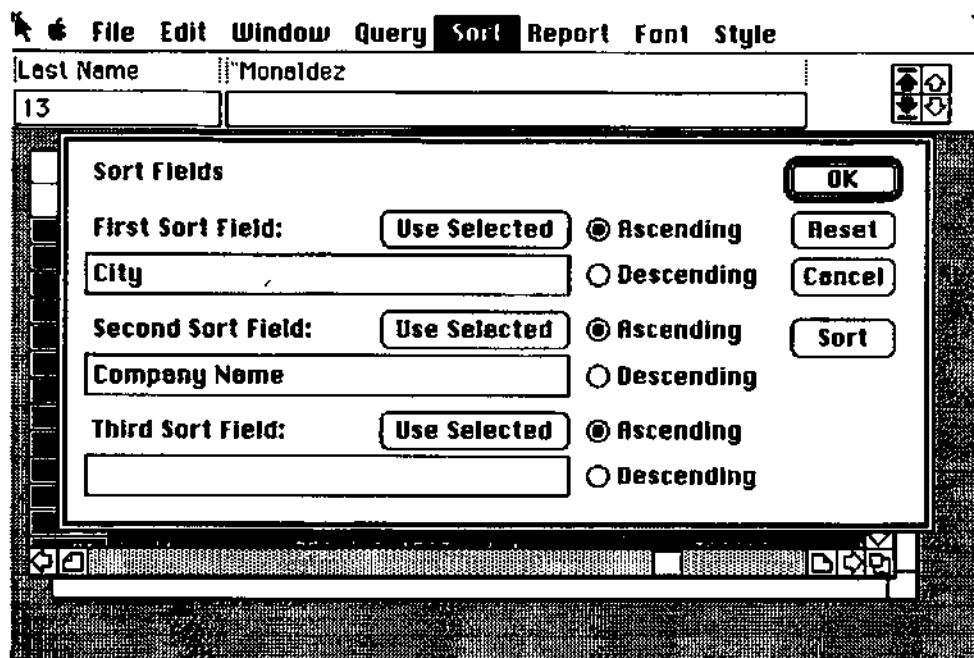 File Edit Window Query Sort Report Font Style
Last Name "Monaldez
13
Sort Fields OK
First Sort Field: Use Selected Ascending Reset
City Descending Cancel
Second Sort Field: Use Selected Ascending Sort
Company Name Descending
Third Sort Field: Use Selected Ascending
Descending